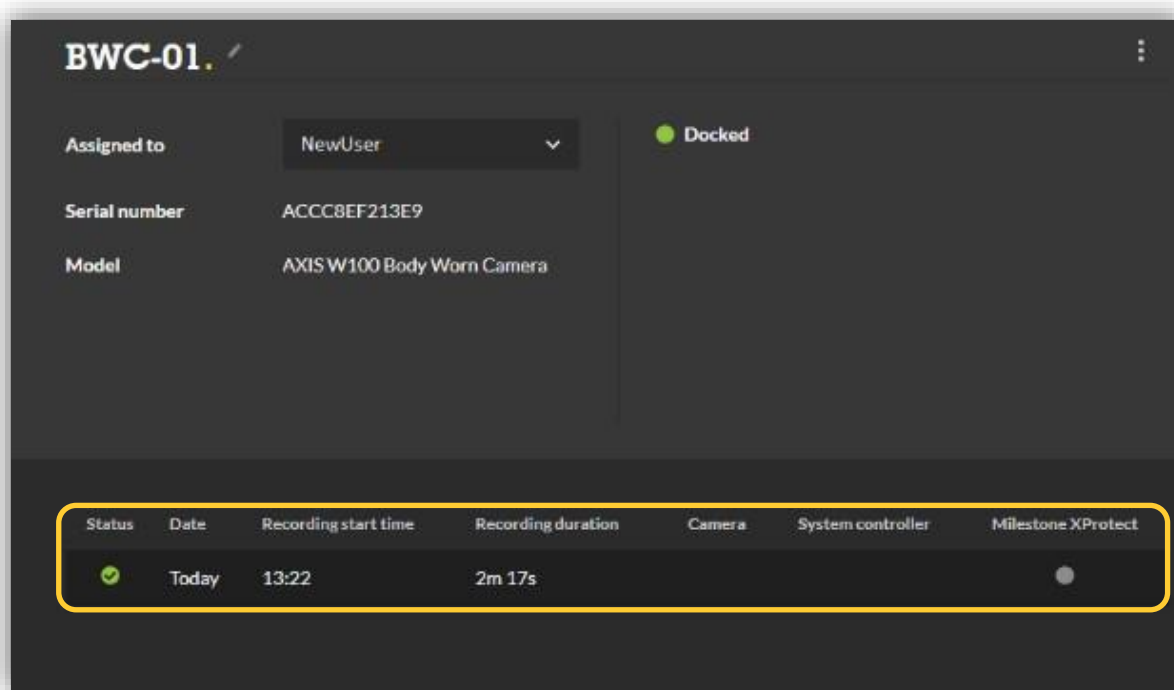 BWC-01.
Assigned to NewUser
Docked
Serial number ACCC8EF213E9
Model AXIS W100 Body Worn Camera
Status Date Recording start time Recording duration Camera System controller Milestone XProtect
Today 13:22 2m 17s